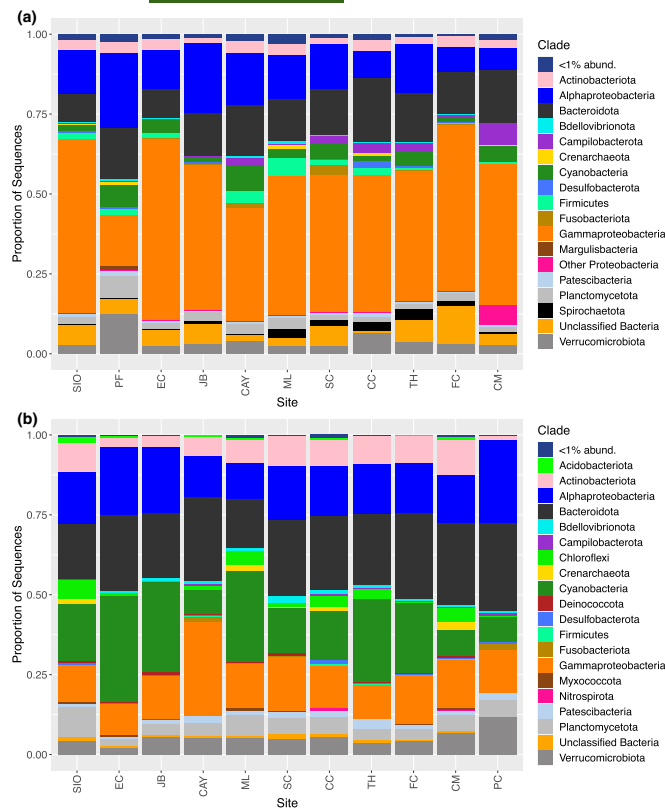 (a)
Proportion of Sequences
1.00
0.75
0.50
0.25
0.00
SIO
PF
EC
JB
CAY
ML
SC
CC
TH
FC
CM
Site
Clade
<1% abund.
Actinobacteriota
Alphaproteobacteria
Bacteroidota
Bdellovibrionota
Campilobacterota
Crenarchaeota
Cyanobacteria
Desulfobacterota
Firmicutes
Fusobacteriota
Gammaproteobacteria
Margulisbacteria
Other Proteobacteria
Patescibacteria
Planctomycetota
Spirochaetota
Unclassified Bacteria
Verrucomicrobiota
(b)
Proportion of Sequences
1.00
0.75
0.50
0.25
0.00
SIO
EC
JB
CAY
ML
SC
CC
TH
FC
CM
PC
Site
Clade
<1% abund.
Acidobacteriota
Actinobacteriota
Alphaproteobacteria
Bacteroidota
Bdellovibrionota
Campilobacterota
Chloroflexi
Crenarchaeota
Cyanobacteria
Deinococcota
Desulfobacterota
Firmicutes
Fusobacteriota
Gammaproteobacteria
Myxococcota
Nitrospirota
Patescibacteria
Planctomycetota
Unclassified Bacteria
Verrucomicrobiota